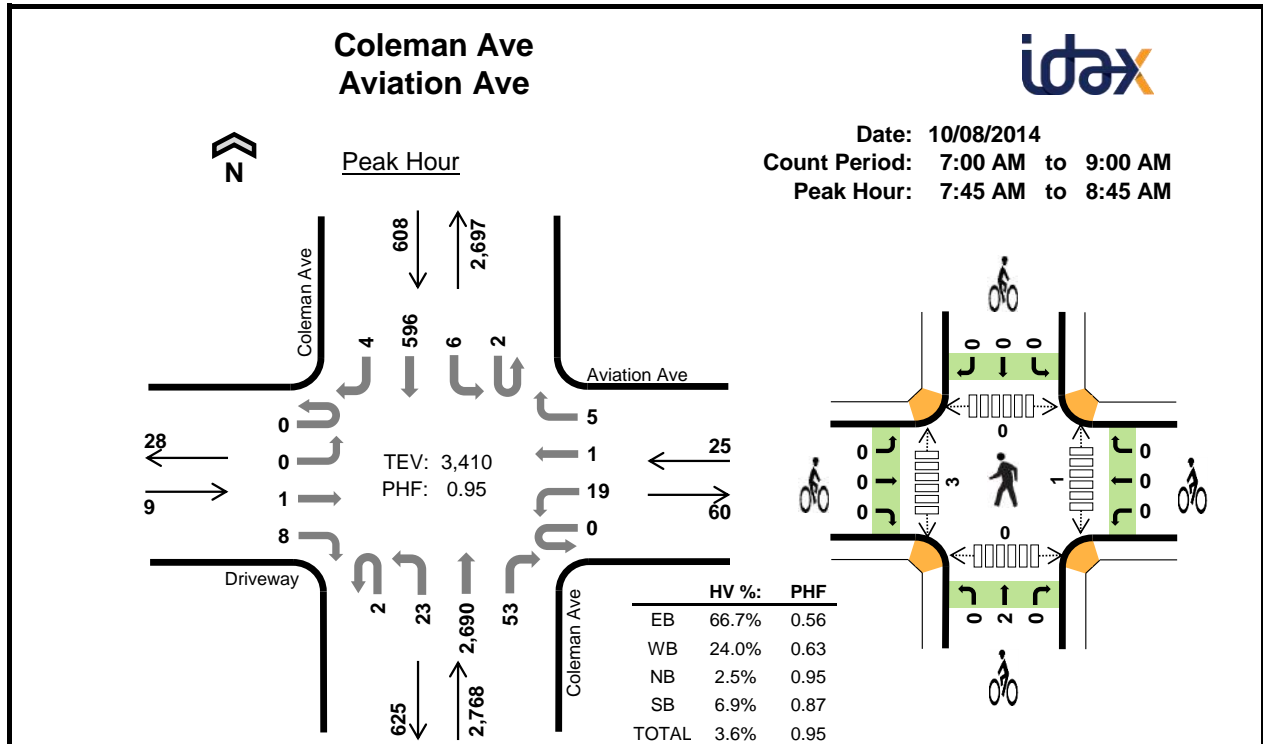 Coleman Ave
Aviation Ave
idax
Date: 10/08/2014
Count Period: 7:00 AM to 9:00 AM
Peak Hour: 7:45 AM to 8:45 AM
N
Peak Hour
608
2,697
Coleman Ave
4
596
6
2
Aviation Ave
0
0
1
8
28
9
TEV: 3,410
PHF: 0.95
5
1
19
0
25
60
Driveway
2
23
2,690
53
625
2,768
Coleman Ave
HV %: PHF
EB 66.7% 0.56
WB 24.0% 0.63
NB 2.5% 0.95
SB 6.9% 0.87
TOTAL 3.6% 0.95
0 0 0
0
0
0
0
3
1
0
0
0
0
0 2 0